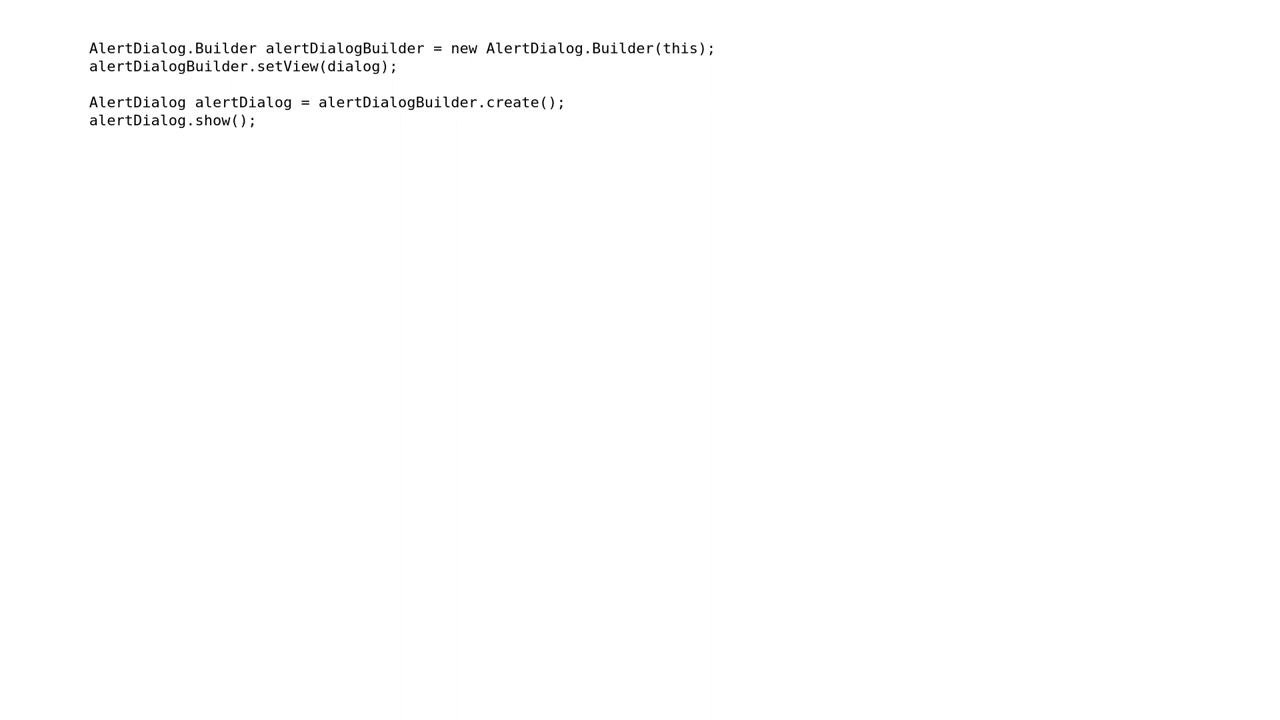 AlertDialog.Builder alertDialogBuilder = new AlertDialog.Builder(this);
alertDialogBuilder.setView(dialog);
AlertDialog alertDialog = alertDialogBuilder.create();
alertDialog.show();